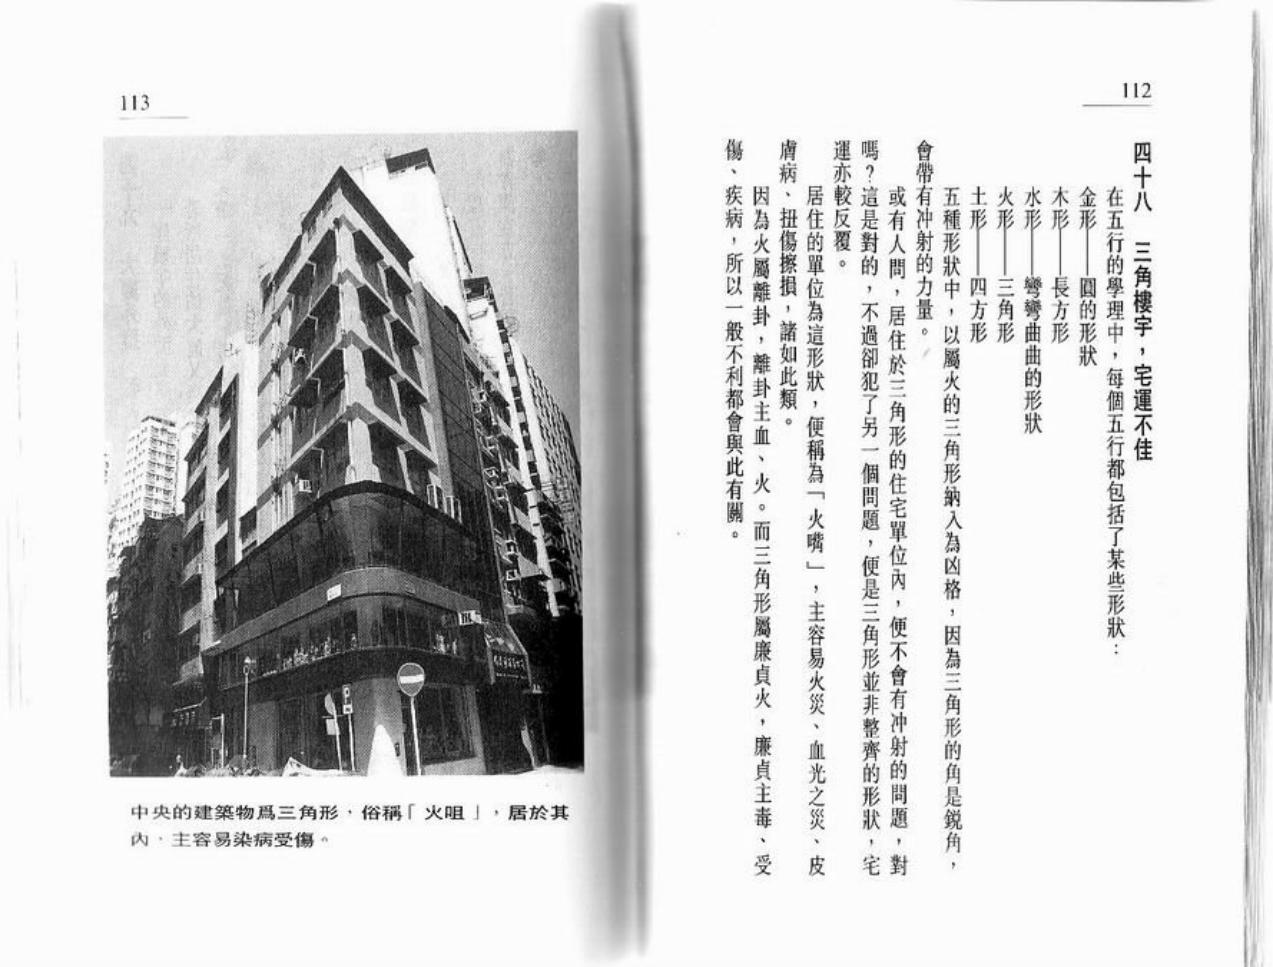 112
四十八　三角樓宇，宅運不佳
在五行的學理中，每個五行都包括了某些形狀：
金形——圓的形狀
木形——長方形
水形——彎彎曲曲的形狀
火形——三角形
土形——四方形
五種形狀中，以屬火的三角形納入為凶格，因為三角形的角是銳角，
會帶有冲射的力量。
或有人問，居住於三角形的住宅單位內，便不會有冲射的問題，對
嗎？這是對的，不過卻犯了另一個問題，便是三角形並非整齊的形狀，宅
運亦較反覆。
居住的單位為這形狀，便稱為「火嘴」，主容易火災、血光之災、皮
膚病、扭傷擦損，諸如此類。
因為火屬離卦，離卦主血、火。而三角形屬廉貞火，廉貞主毒、受
傷、疾病，所以一般不利都會與此有關。
113
中央的建築物爲三角形，俗稱「火咀」，居於其
內，主容易染病受傷。